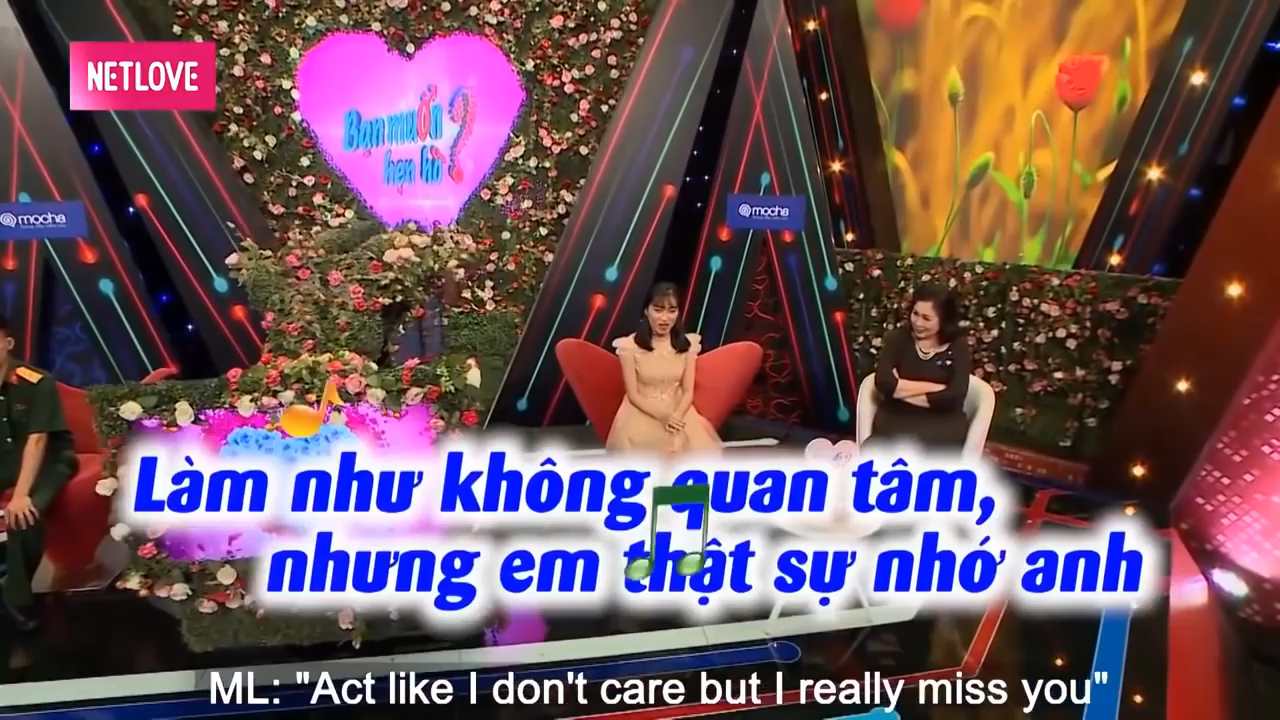 NETLOVE
Bạn muốn
hẹn hò?
mocha
mocha
Làm như không quan tâm,
nhưng em thật sự nhớ anh
ML: "Act like I don't care but I really miss you"